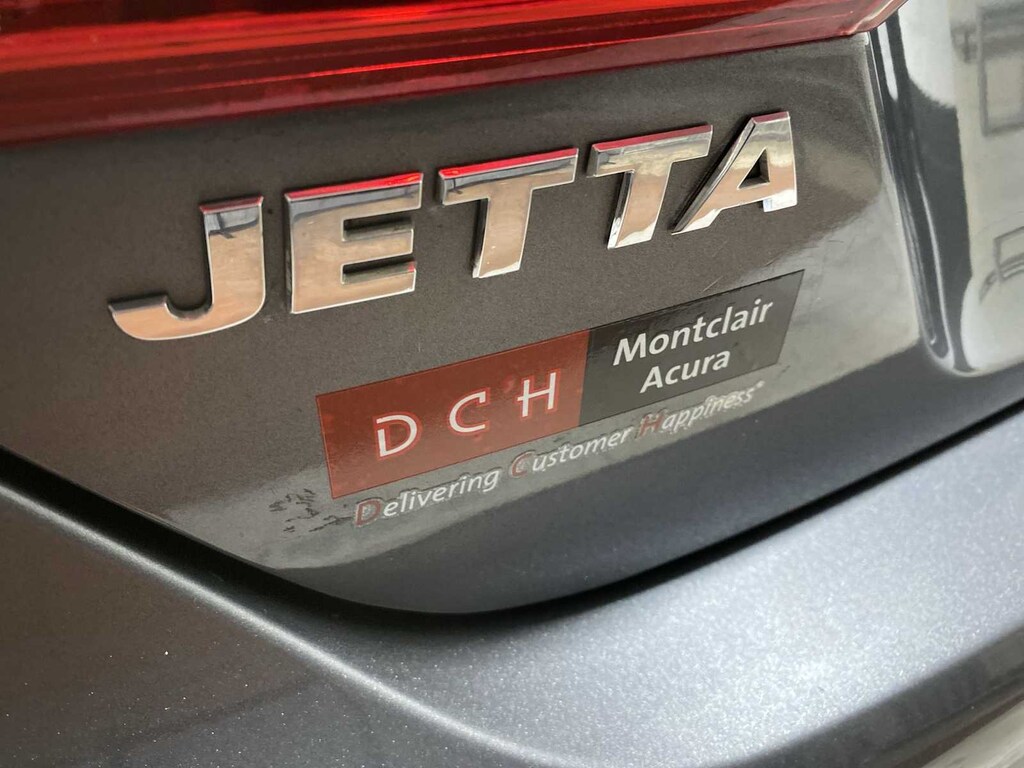 JETTA
DCH
Montclair
Acura
Delivering Customer Happiness®